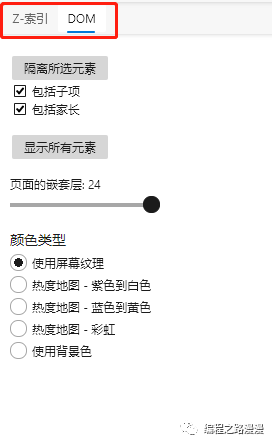 Z-索引 DOM
隔离所选元素
包括子项
包括家长
显示所有元素
页面的嵌套层: 24
颜色类型
使用屏幕纹理
热度地图 - 紫色到白色
热度地图 - 蓝色到黄色
热度地图 - 彩虹
使用背景色
编程之路漫漫